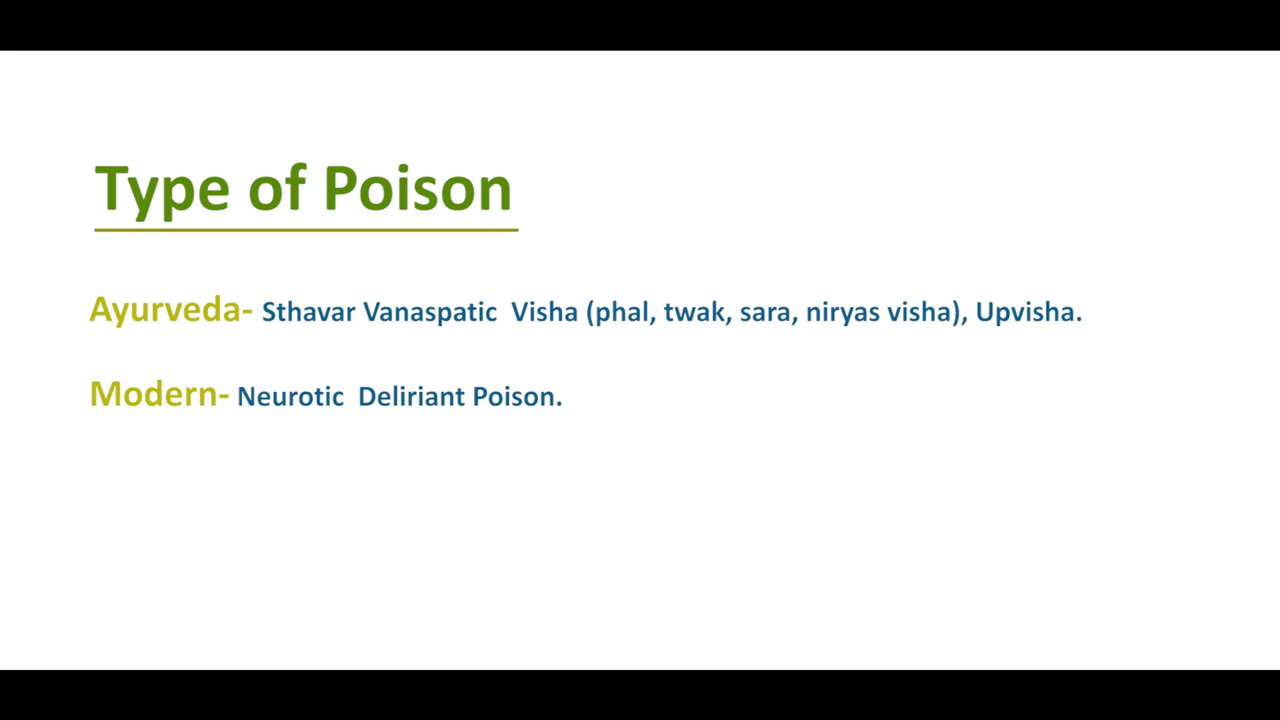 Type of Poison
Ayurveda- Sthavar Vanaspatic Visha (phal, twak, sara, niryas visha), Upvisha.
Modern- Neurotic Deliriant Poison.